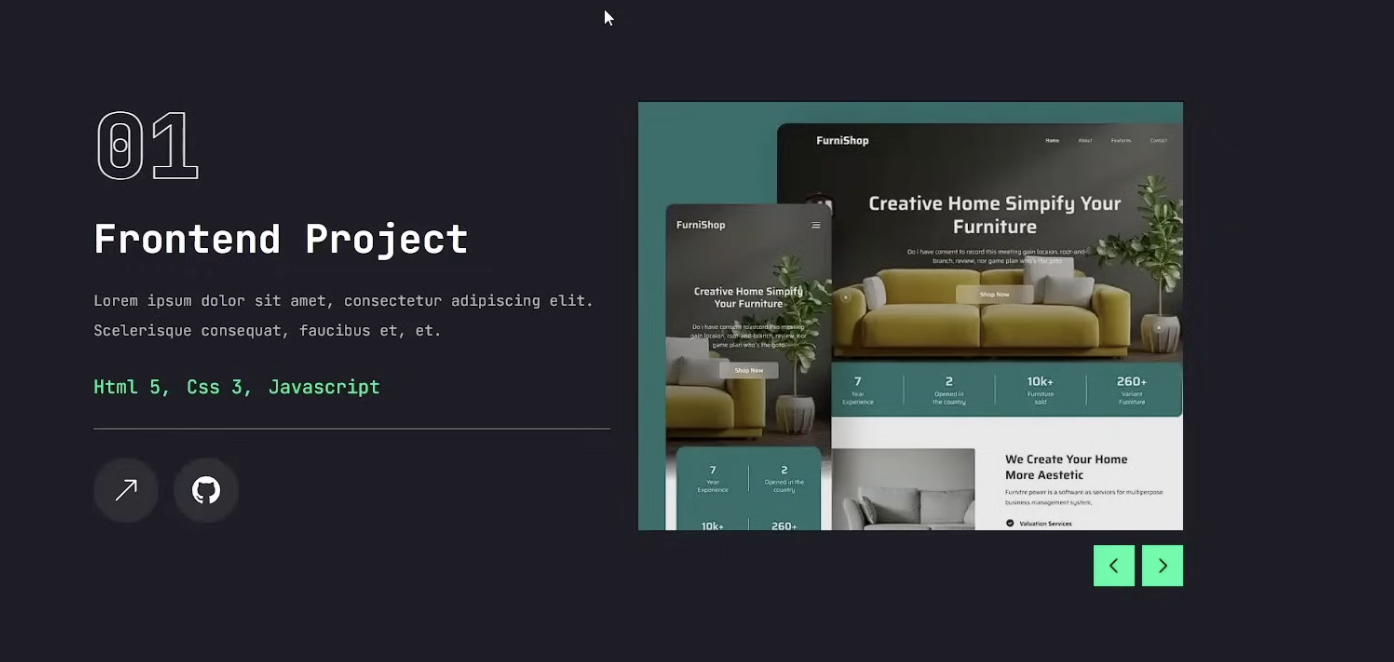 01
Frontend Project
Lorem ipsum dolor sit amet, consectetur adipiscing elit.
Scelerisque consequat, faucibus et, et.
Html 5, Css 3, Javascript
FurniShop
Home About Features Contact
Creative Home Simpify Your
Furniture
Do i have consent to record this meeting gain locaion, root-and-
branch, review, nor game plan who's the goto
Shop Now
7 2 10k+ 260+
Year Opened in Furniture Variant
Experience the country sold Furniture
We Create Your Home
More Aestetic
Furnitre power is a software as services for multiperpose
business management system,
Valuation Services
FurniShop
Creative Home Simpify
Your Furniture
Do i have consent to record this meeting
gain locaion, root-and-branch, review, nor
game plan who's the goto
Shop Now
7 2
Year Opened in the
Experience country
10k+ 260+